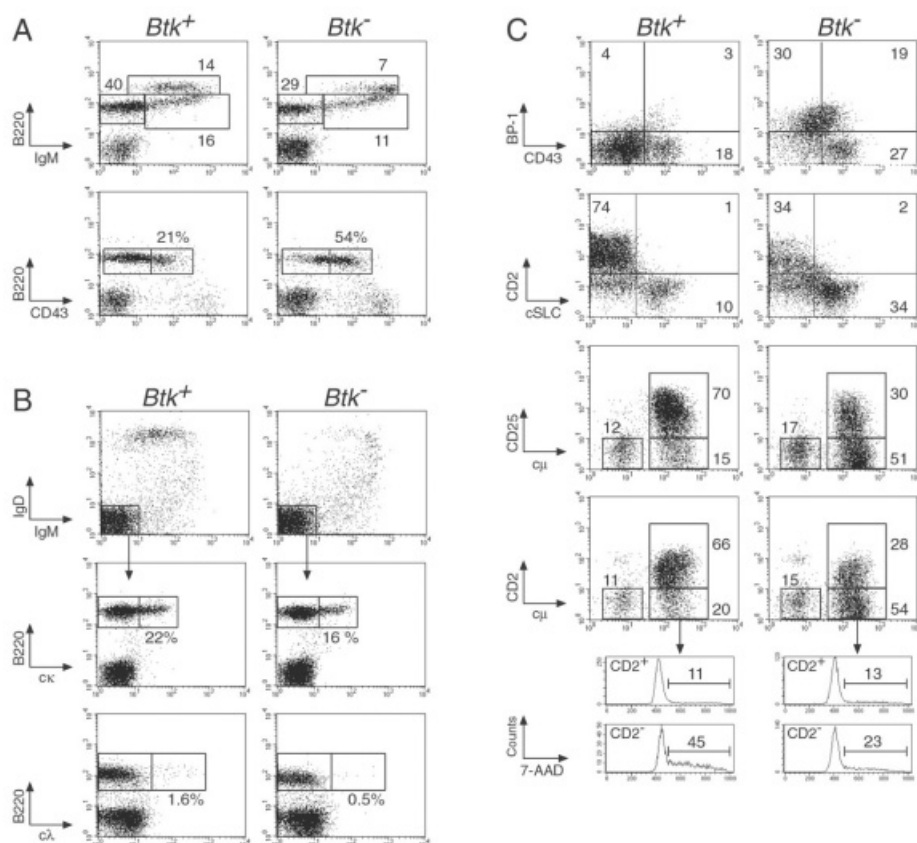 A
Btk+ Btk-
14
40
16
B220
IgM
7
29
11
21%
B220
CD43
54%
B
Btk+ Btk-
IgD
IgM
B220
cκ
22%
16 %
B220
cλ
1.6%
0.5%
C
Btk+ Btk-
4 3
18
BP-1
CD43
30 19
27
74 1
10
CD2
cSLC
34 2
34
70
12
15
CD25
cμ
30
17
51
66
11
20
CD2
cμ
28
15
54
CD2+
11
CD2+
13
CD2-
45
CD2-
23
Counts
7-AAD